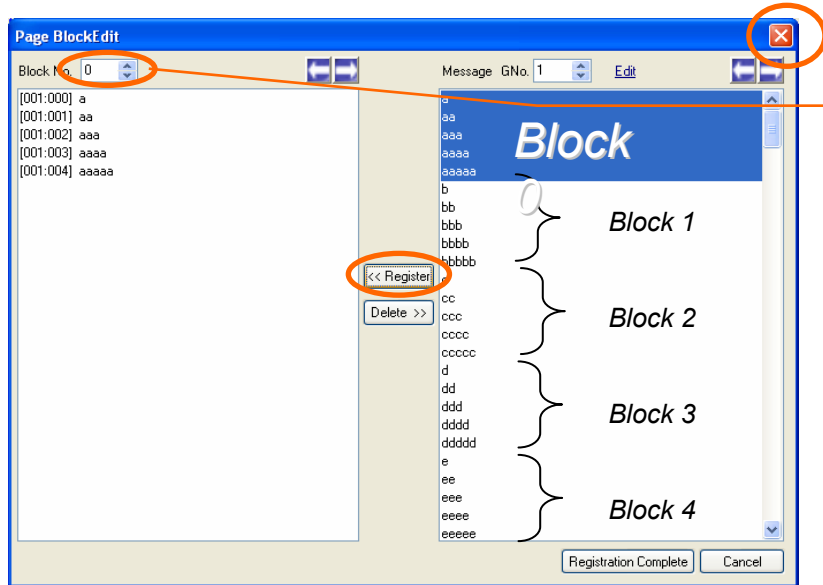 Page BlockEdit
Block No. 0
Message GNo. 1 Edit
[001:000] a
[001:001] aa
[001:002] aaa
[001:003] aaaa
[001:004] aaaaa
<< Register
Delete >>
a
aa
aaa
aaaa
aaaaa
Block
0
b
bb
bbb
bbbb
bbbbb
Block 1
cc
ccc
cccc
ccccc
Block 2
d
dd
ddd
dddd
ddddd
Block 3
e
ee
eee
eeee
eeeee
Block 4
Registration Complete
Cancel